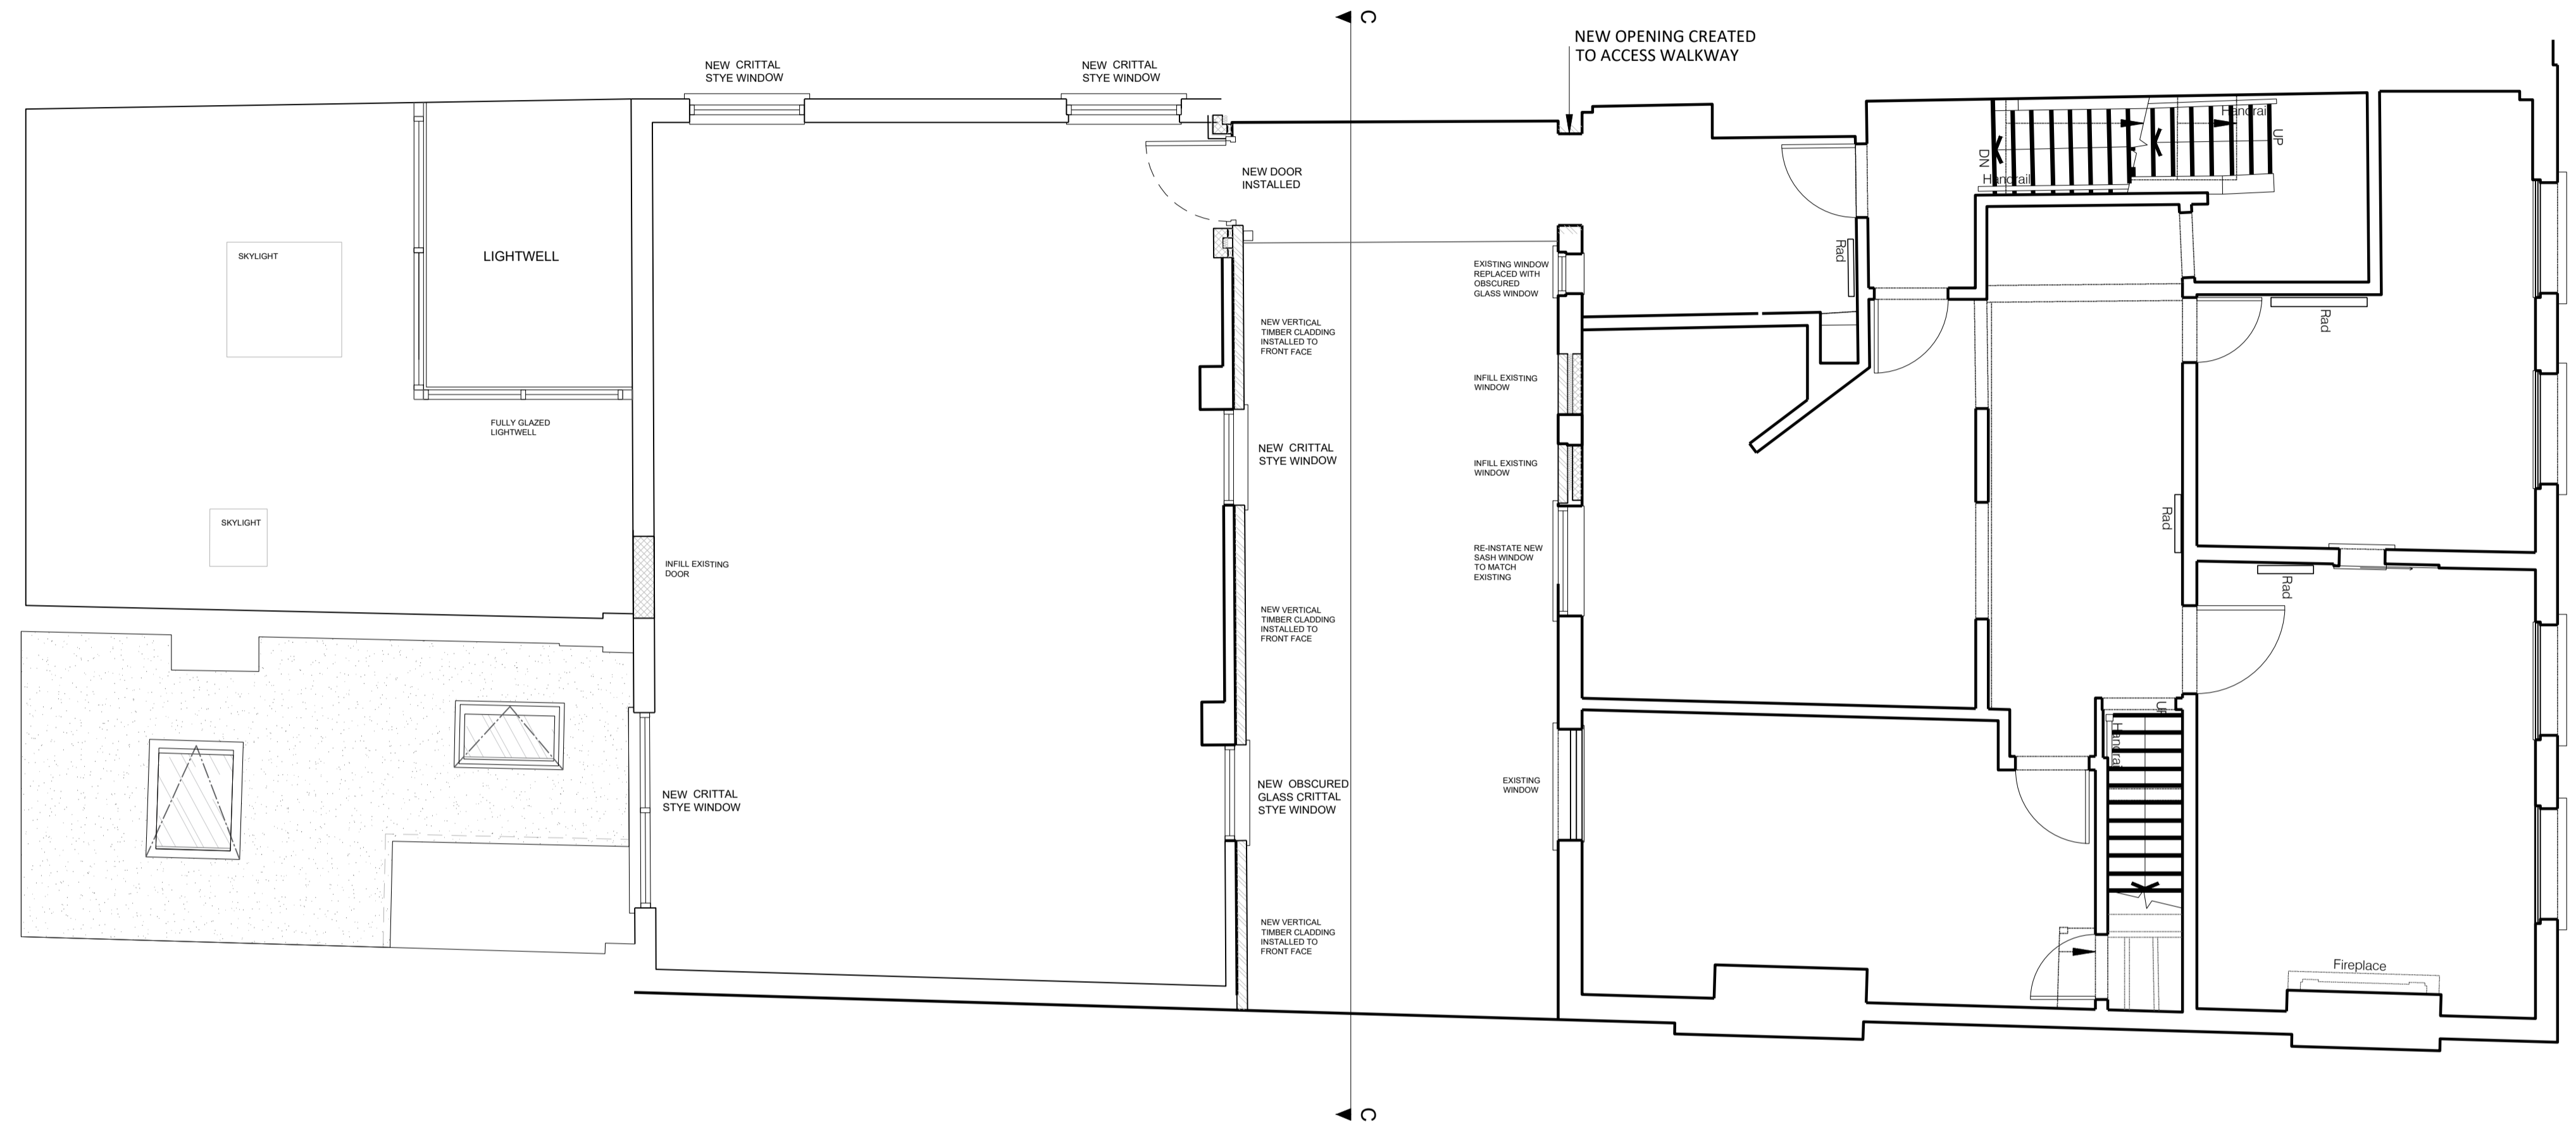 C
NEW OPENING CREATED
TO ACCESS WALKWAY
NEW CRITTAL
STYE WINDOW
NEW CRITTAL
STYE WINDOW
Handrail
UP
DN
Handrail
NEW DOOR
INSTALLED
SKYLIGHT
LIGHTWELL
EXISTING WINDOW
REPLACED WITH
OBSCURED
GLASS WINDOW
Rad
Rad
NEW VERTICAL
TIMBER CLADDING
INSTALLED TO
FRONT FACE
INFILL EXISTING
WINDOW
FULLY GLAZED
LIGHTWELL
NEW CRITTAL
STYE WINDOW
INFILL EXISTING
WINDOW
SKYLIGHT
Rad
INFILL EXISTING
DOOR
RE-INSTATE NEW
SASH WINDOW
TO MATCH
EXISTING
Rad
NEW VERTICAL
TIMBER CLADDING
INSTALLED TO
FRONT FACE
UP
Handrail
NEW CRITTAL
STYE WINDOW
NEW OBSCURED
GLASS CRITTAL
STYE WINDOW
EXISTING
WINDOW
NEW VERTICAL
TIMBER CLADDING
INSTALLED TO
FRONT FACE
Fireplace
C